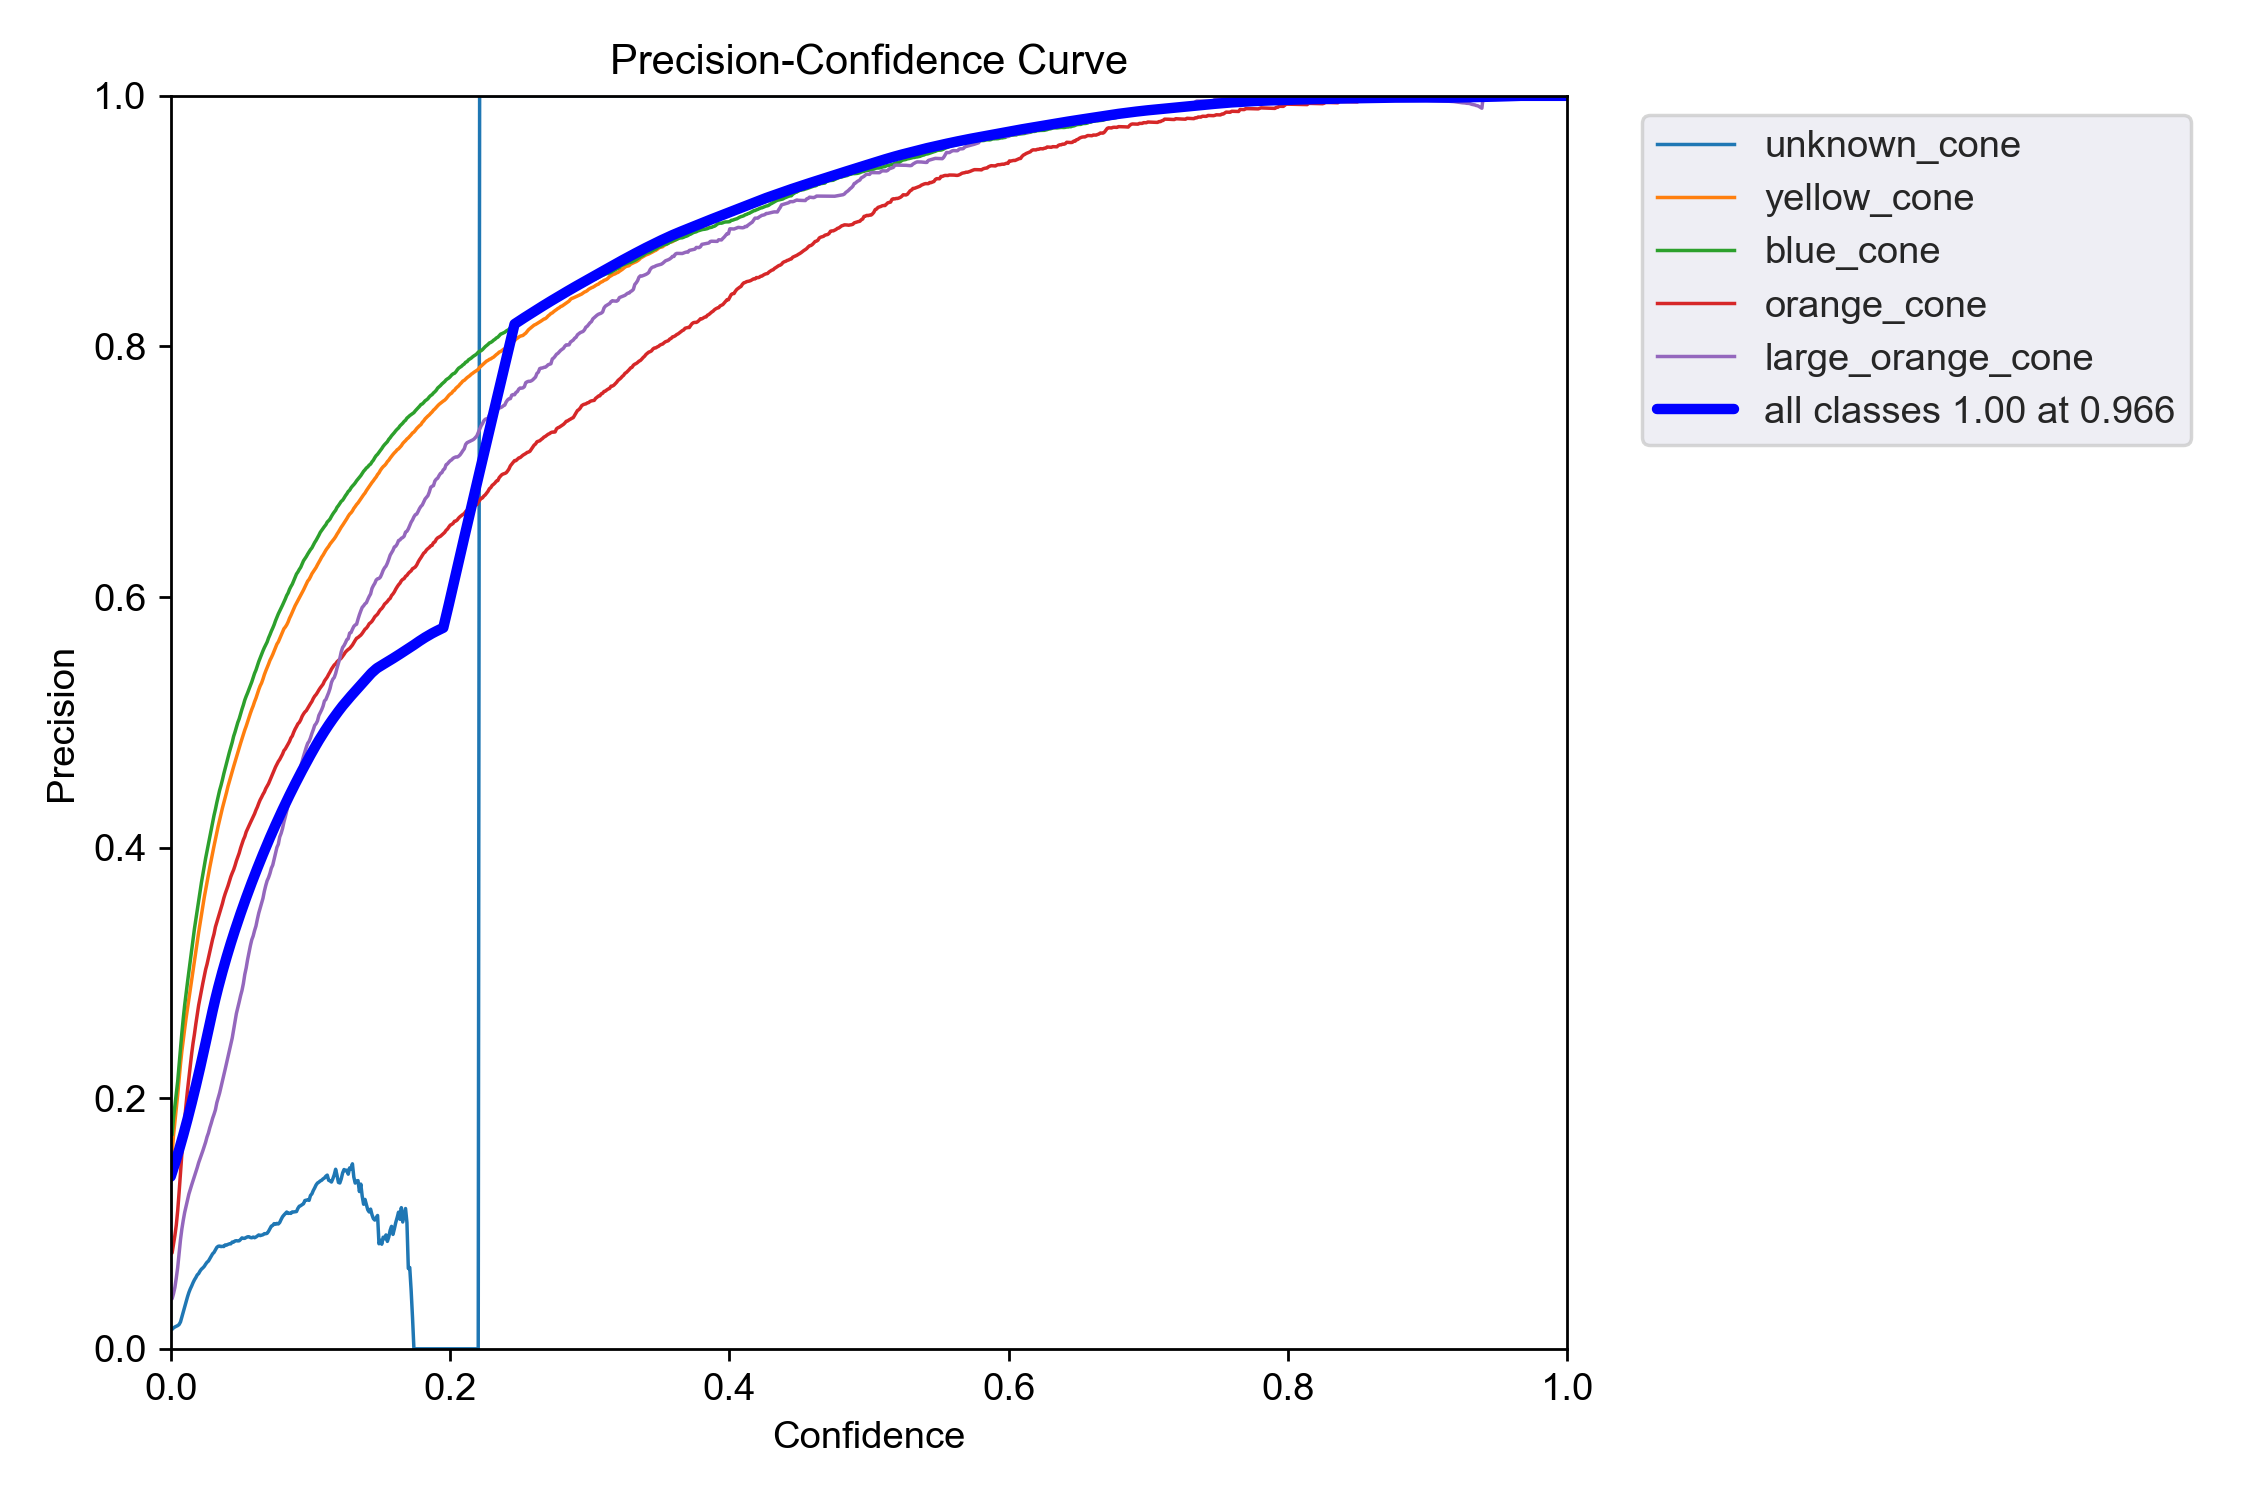 Precision-Confidence Curve
1.0
0.8
0.6
0.4
0.2
0.0
Precision
0.0 0.2 0.4 0.6 0.8 1.0
Confidence
unknown_cone
yellow_cone
blue_cone
orange_cone
large_orange_cone
all classes 1.00 at 0.966